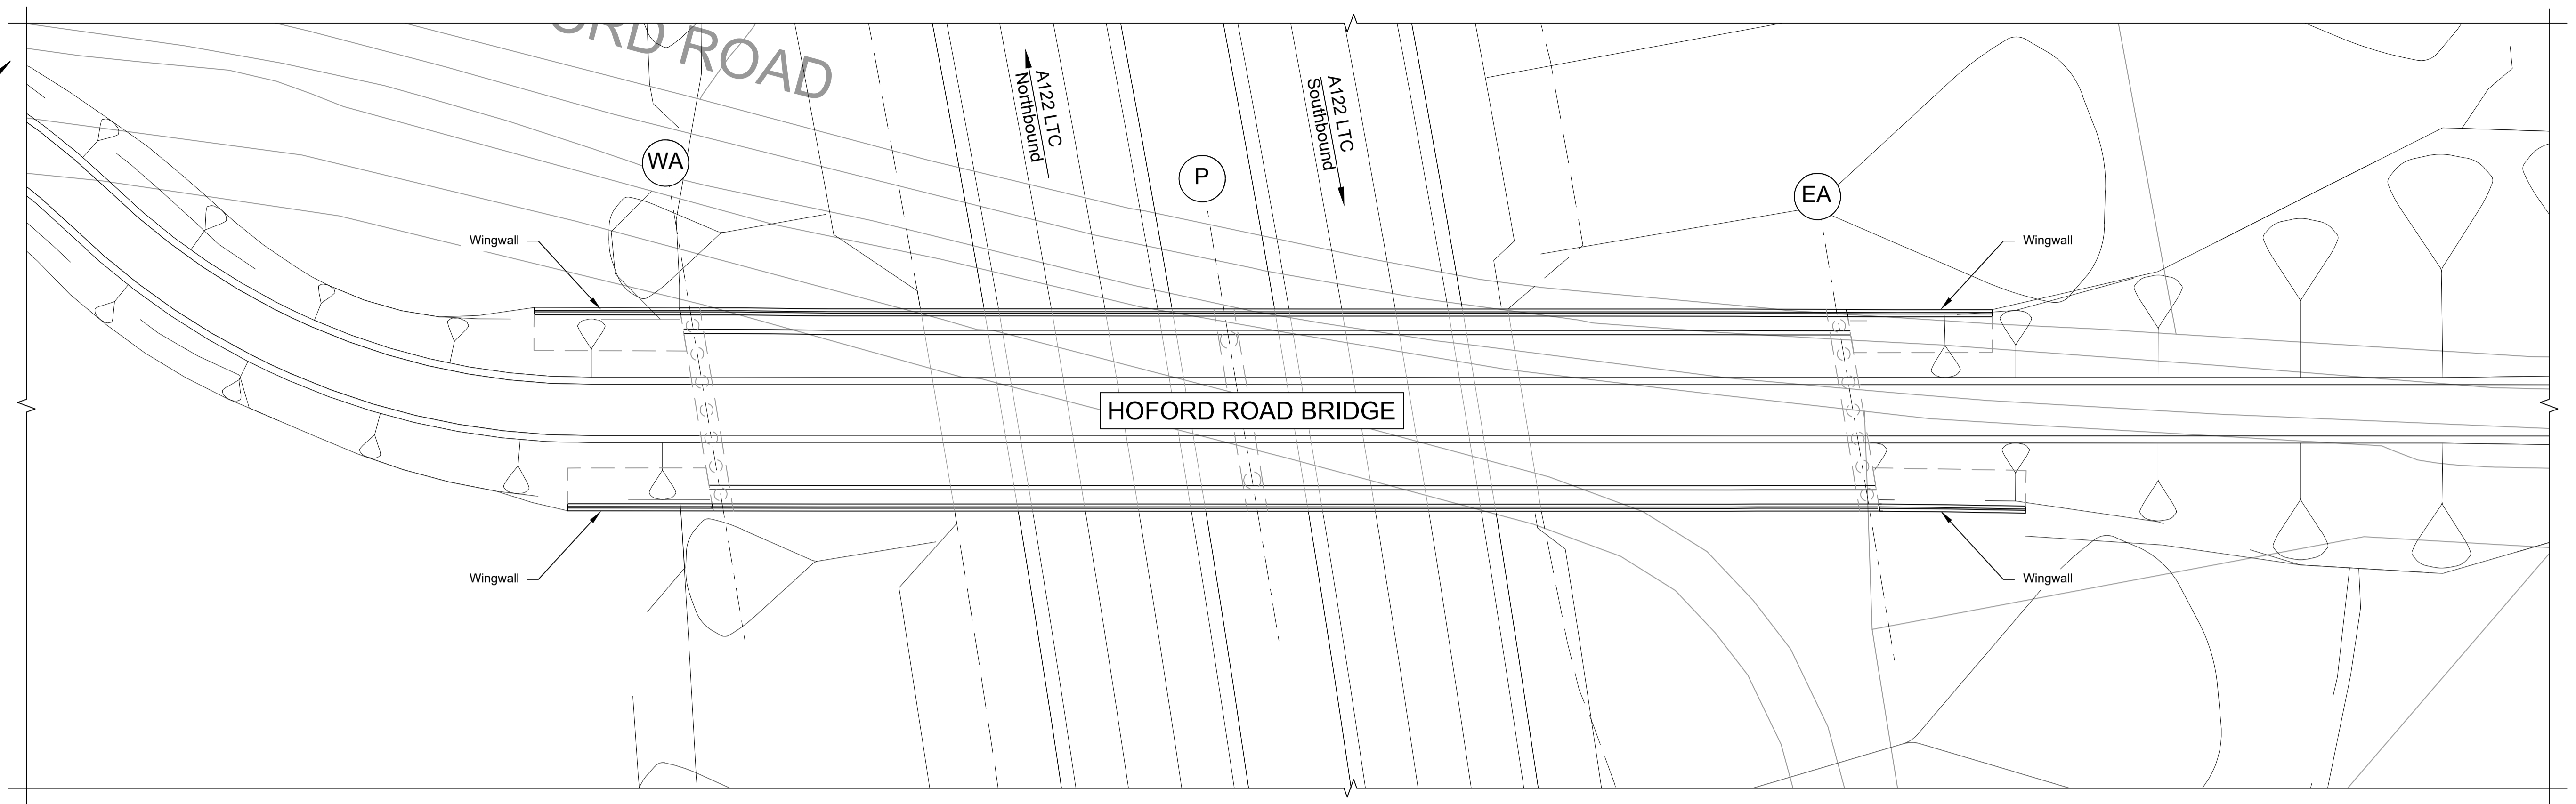 ORD ROAD
A122 LTC
Northbound
A122 LTC
Southbound
WA
P
EA
Wingwall
Wingwall
HOFORD ROAD BRIDGE
Wingwall
Wingwall